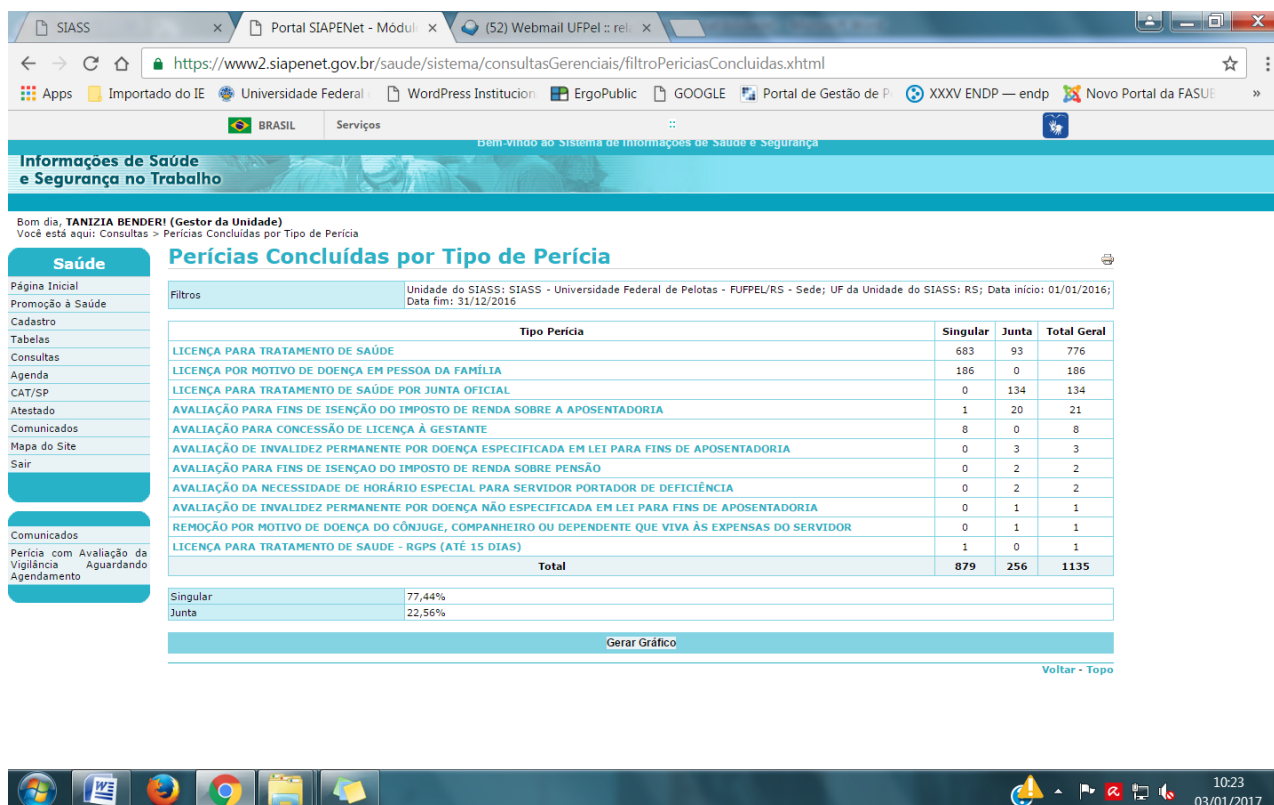 SIASS
Portal SIAPENet - Módul
(52) Webmail UFPel :: rel
https://www2.siapenet.gov.br/saude/sistema/consultasGerenciais/filtroPericiasConcluidas.xhtml
Apps Importado do IE Universidade Federal WordPress Institucion ErgoPublic GOOGLE Portal de Gestão de P XXXV ENDP — endp Novo Portal da FASUB »
BRASIL Serviços
Bem-vindo ao Sistema de Informações de Saúde e Segurança
Informações de Saúde
e Segurança no Trabalho
Bom dia, TANIZIA BENDER! (Gestor da Unidade)
Você está aqui: Consultas > Perícias Concluídas por Tipo de Perícia
Saúde
Página Inicial
Promoção à Saúde
Cadastro
Tabelas
Consultas
Agenda
CAT/SP
Atestado
Comunicados
Mapa do Site
Sair
Comunicados
Perícia com Avaliação da
Vigilância Aguardando
Agendamento
Perícias Concluídas por Tipo de Perícia
Filtros Unidade do SIASS: SIASS - Universidade Federal de Pelotas - FUFPEL/RS - Sede; UF da Unidade do SIASS: RS; Data início: 01/01/2016;
Data fim: 31/12/2016
Tipo Perícia Singular Junta Total Geral
LICENÇA PARA TRATAMENTO DE SAÚDE 683 93 776
LICENÇA POR MOTIVO DE DOENÇA EM PESSOA DA FAMÍLIA 186 0 186
LICENÇA PARA TRATAMENTO DE SAÚDE POR JUNTA OFICIAL 0 134 134
AVALIAÇÃO PARA FINS DE ISENÇÃO DO IMPOSTO DE RENDA SOBRE A APOSENTADORIA 1 20 21
AVALIAÇÃO PARA CONCESSÃO DE LICENÇA À GESTANTE 8 0 8
AVALIAÇÃO DE INVALIDEZ PERMANENTE POR DOENÇA ESPECIFICADA EM LEI PARA FINS DE APOSENTADORIA 0 3 3
AVALIAÇÃO PARA FINS DE ISENÇAO DO IMPOSTO DE RENDA SOBRE PENSÃO 0 2 2
AVALIAÇÃO DA NECESSIDADE DE HORÁRIO ESPECIAL PARA SERVIDOR PORTADOR DE DEFICIÊNCIA 0 2 2
AVALIAÇÃO DE INVALIDEZ PERMANENTE POR DOENÇA NÃO ESPECIFICADA EM LEI PARA FINS DE APOSENTADORIA 0 1 1
REMOÇÃO POR MOTIVO DE DOENÇA DO CÔNJUGE, COMPANHEIRO OU DEPENDENTE QUE VIVA ÀS EXPENSAS DO SERVIDOR 0 1 1
LICENÇA PARA TRATAMENTO DE SAUDE - RGPS (ATÉ 15 DIAS) 1 0 1
Total 879 256 1135
Singular 77,44%
Junta 22,56%
Gerar Gráfico
Voltar - Topo
10:23
03/01/2017